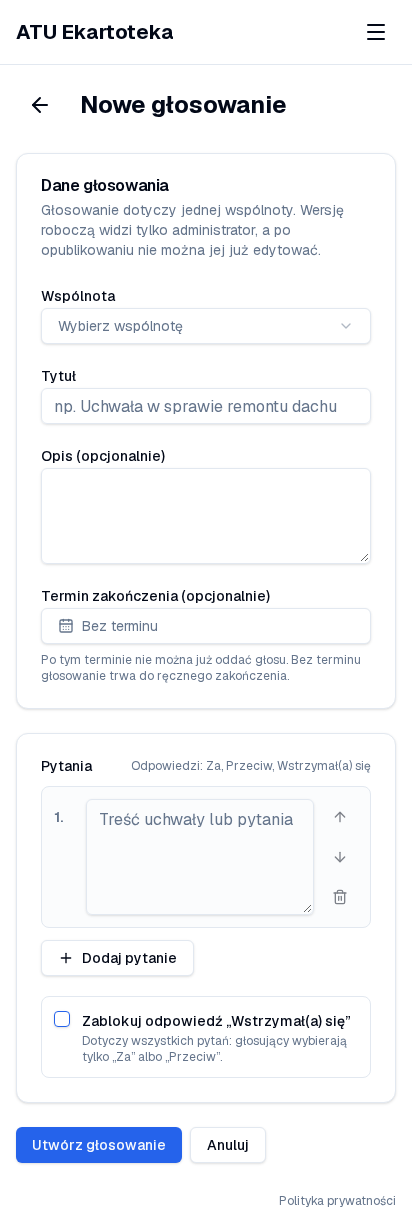 ATU Ekartoteka
Nowe głosowanie
Dane głosowania
Głosowanie dotyczy jednej wspólnoty. Wersję
roboczą widzi tylko administrator, a po
opublikowaniu nie można jej już edytować.
Wspólnota
Wybierz wspólnotę
Tytuł
np. Uchwała w sprawie remontu dachu
Opis (opcjonalnie)
Termin zakończenia (opcjonalnie)
Bez terminu
Po tym terminie nie można już oddać głosu. Bez terminu
głosowanie trwa do ręcznego zakończenia.
Pytania
Odpowiedzi: Za, Przeciw, Wstrzymał(a) się
1.
Treść uchwały lub pytania
Dodaj pytanie
Zablokuj odpowiedź „Wstrzymał(a) się”
Dotyczy wszystkich pytań: głosujący wybierają
tylko „Za” albo „Przeciw”.
Utwórz głosowanie
Anuluj
Polityka prywatności